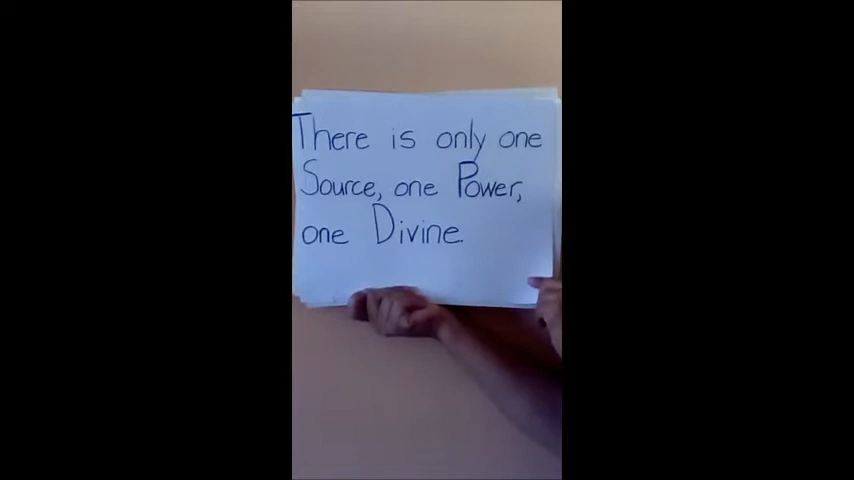 There is only one
Source, one Power,
one Divine.